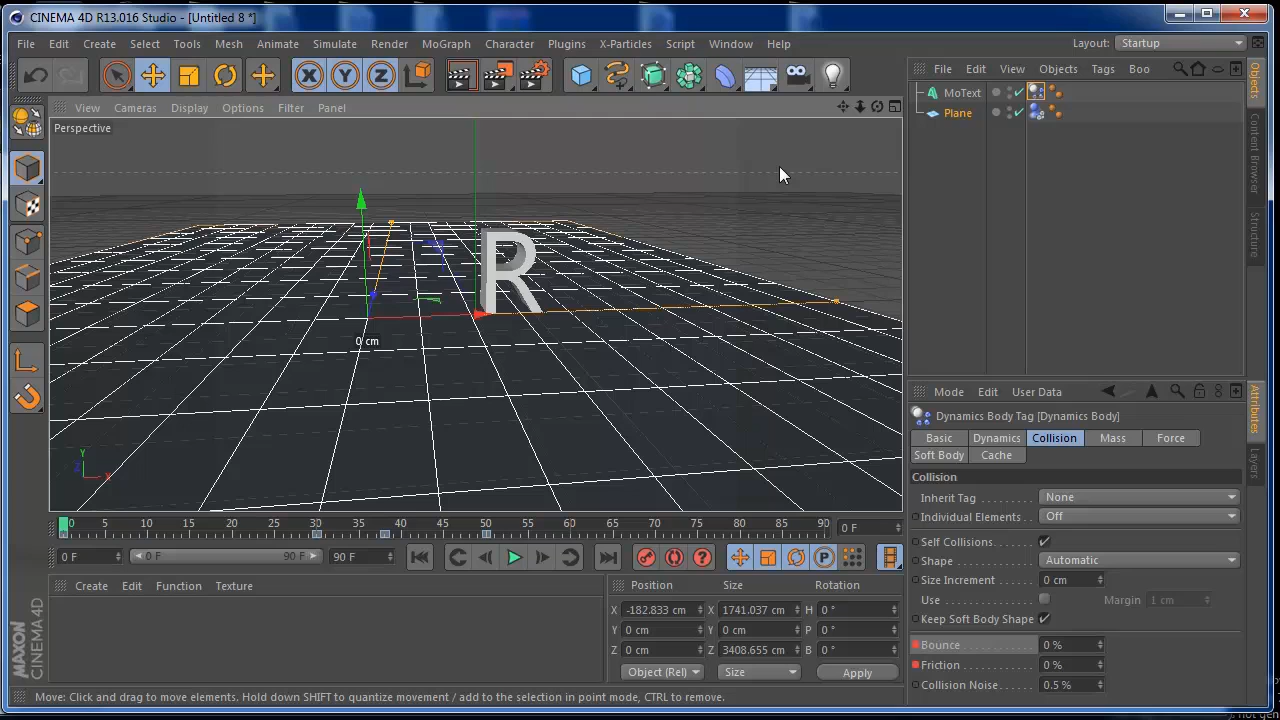 CINEMA 4D R13.016 Studio - [Untitled 8 *]
File Edit Create Select Tools Mesh Animate Simulate Render MoGraph Character Plugins X-Particles Script Window Help Layout: Startup
X Y Z
File Edit View Objects Tags Boo
View Cameras Display Options Filter Panel
MoText
Plane
Objects
Content Browser
Structure
Perspective
R
0 cm
Y
Z X
Mode Edit User Data
Attributes
Layers
Dynamics Body Tag [Dynamics Body]
Basic Dynamics Collision Mass Force
Soft Body Cache
Collision
Inherit Tag None
Individual Elements Off
Self Collisions
Shape Automatic
Size Increment 0 cm
Use Margin 1 cm
Keep Soft Body Shape
Bounce 0 %
Friction 0 %
Collision Noise 0.5 %
0 5 10 15 20 25 30 35 40 45 50 55 60 65 70 75 80 85 90 0 F
0 F 0 F 90 F 90 F
P
Create Edit Function Texture
Position Size Rotation
X -182.833 cm X 1741.037 cm H 0 °
Y 0 cm Y 0 cm P 0 °
Z 0 cm Z 3408.655 cm B 0 °
Object (Rel) Size Apply
MAXON
CINEMA 4D
Move: Click and drag to move elements. Hold down SHIFT to quantize movement / add to the selection in point mode, CTRL to remove.